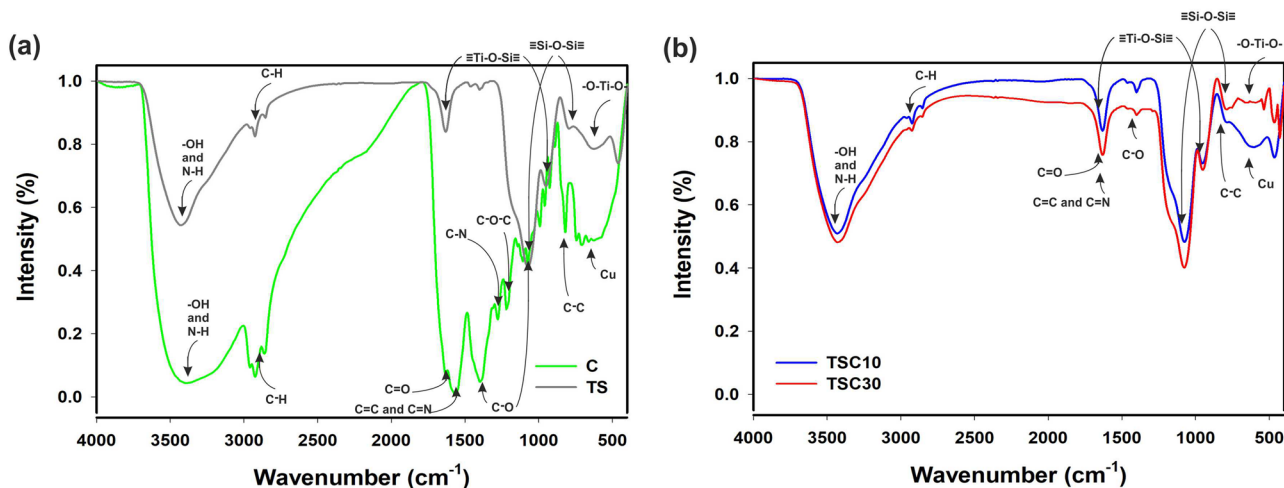 (a)
≡Ti-O-Si≡
≡Si-O-Si≡
-O-Ti-O-
C-H
-OH
and
N-H
C-O-C
C-N
Cu
C-C
-OH
and
N-H
C-H
C=O
C=C and C=N
C-O
C
TS
1.0
0.8
0.6
0.4
0.2
0.0
Intensity (%)
4000 3500 3000 2500 2000 1500 1000 500
Wavenumber (cm⁻¹)
(b)
≡Si-O-Si≡
≡Ti-O-Si≡
-O-Ti-O-
C-H
-OH
and
N-H
C-O
C=O
C=C and C=N
C-C
Cu
TSC10
TSC30
1.0
0.8
0.6
0.4
0.2
0.0
Intensity (%)
4000 3500 3000 2500 2000 1500 1000 500
Wavenumber (cm⁻¹)